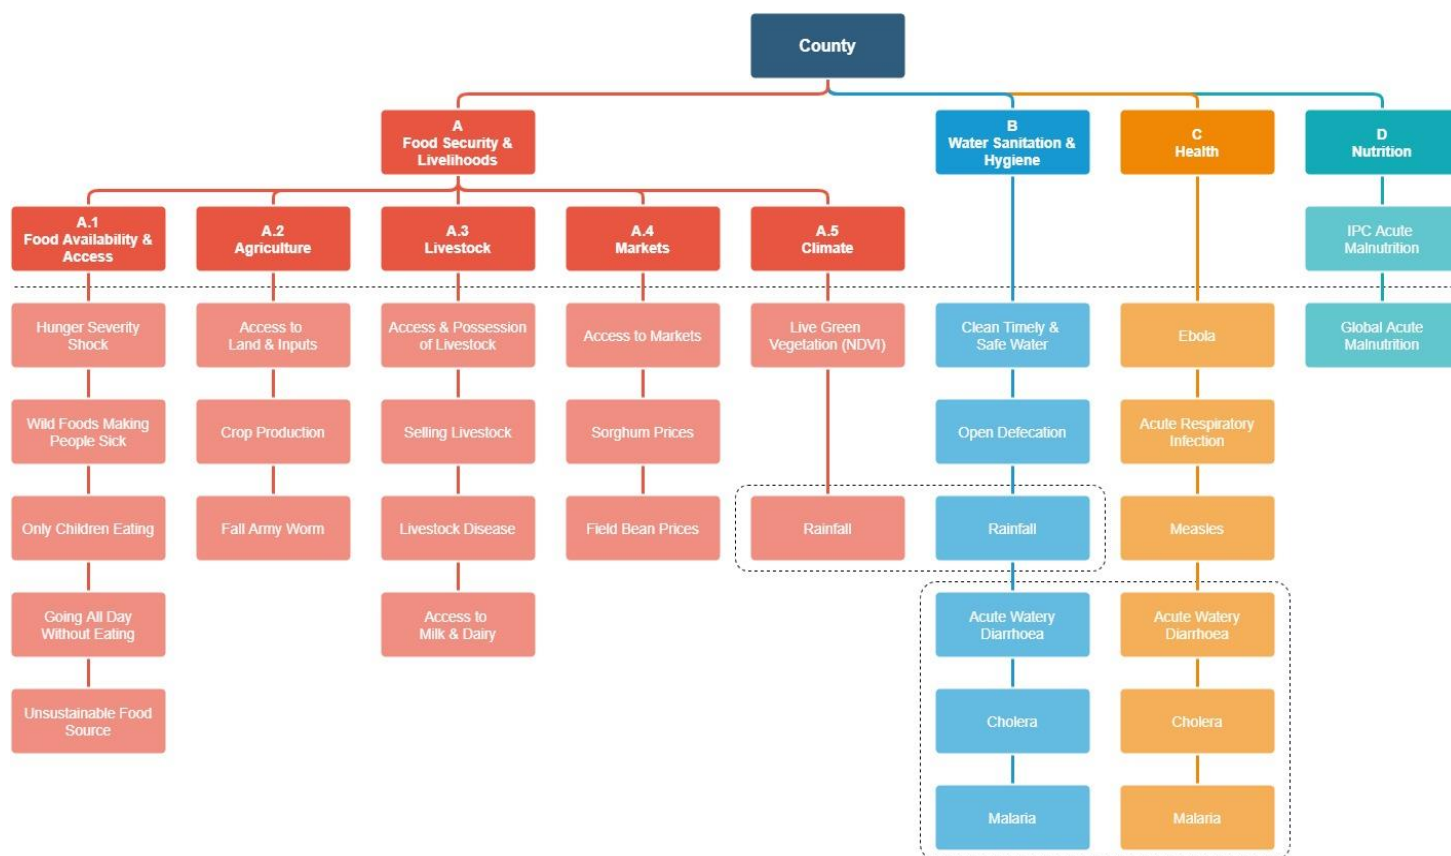 County
A
Food Security &
Livelihoods
B
Water Sanitation &
Hygiene
C
Health
D
Nutrition
A.1
Food Availability &
Access
A.2
Agriculture
A.3
Livestock
A.4
Markets
A.5
Climate
IPC Acute
Malnutrition
Hunger Severity
Shock
Access to
Land & Inputs
Access & Possession
of Livestock
Access to Markets
Live Green
Vegetation (NDVI)
Clean Timely &
Safe Water
Ebola
Global Acute
Malnutrition
Wild Foods Making
People Sick
Crop Production
Selling Livestock
Sorghum Prices
Open Defecation
Acute Respiratory
Infection
Only Children Eating
Fall Army Worm
Livestock Disease
Field Bean Prices
Rainfall
Rainfall
Measles
Going All Day
Without Eating
Access to
Milk & Dairy
Acute Watery
Diarrhoea
Acute Watery
Diarrhoea
Unsustainable Food
Source
Cholera
Cholera
Malaria
Malaria